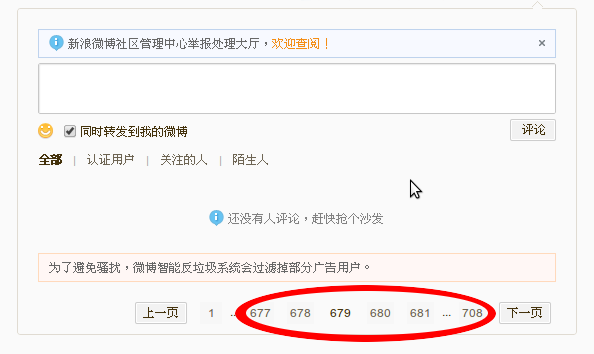 新浪微博社区管理中心举报处理大厅，欢迎查阅！ ×
同时转发到我的微博 评论
全部 | 认证用户 | 关注的人 | 陌生人
还没有人评论，赶快抢个沙发
为了避免骚扰，微博智能反垃圾系统会过滤掉部分广告用户。
上一页 1 ... 677 678 679 680 681 ... 708 下一页